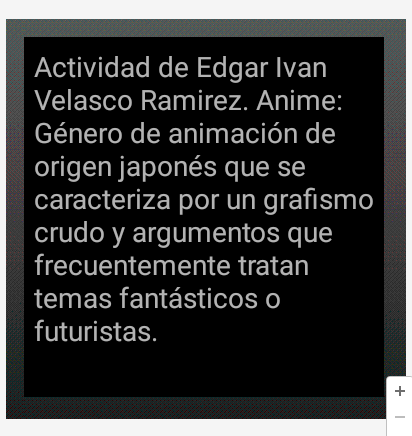 Actividad de Edgar Ivan
Velasco Ramirez. Anime:
Género de animación de
origen japonés que se
caracteriza por un grafismo
crudo y argumentos que
frecuentemente tratan
temas fantásticos o
futuristas.